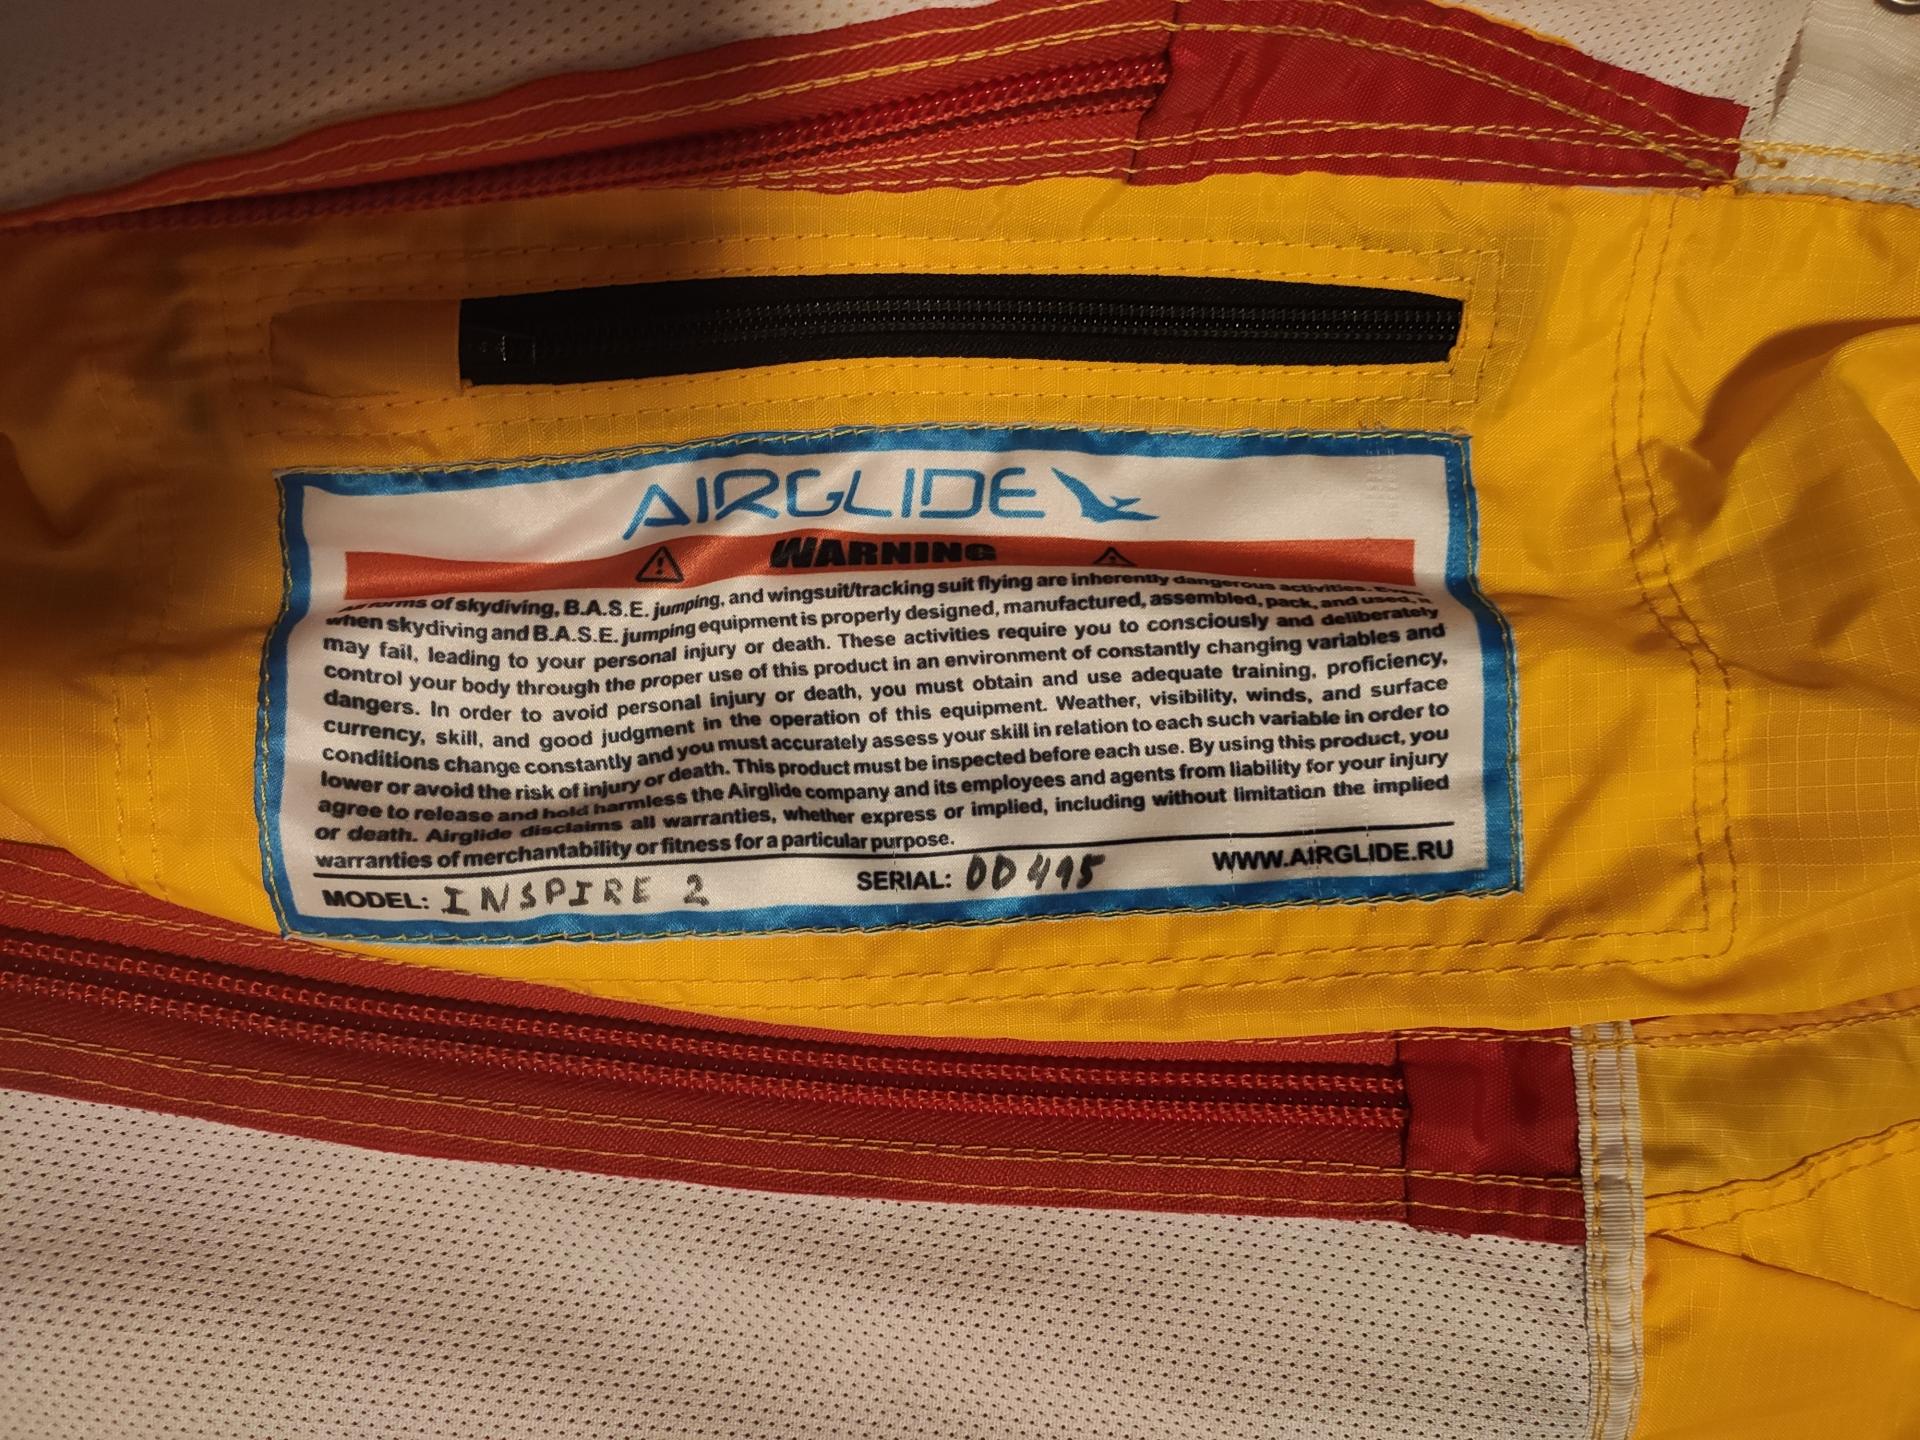 AIRGLIDE
WARNING
All forms of skydiving, B.A.S.E. jumping, and wingsuit/tracking suit flying are inherently dangerous activities. Even
when skydiving and B.A.S.E. jumping equipment is properly designed, manufactured, assembled, pack, and used, it
may fail, leading to your personal injury or death. These activities require you to consciously and deliberately
control your body through the proper use of this product in an environment of constantly changing variables and
dangers. In order to avoid personal injury or death, you must obtain and use adequate training, proficiency,
currency, skill, and good judgment in the operation of this equipment. Weather, visibility, winds, and surface
conditions change constantly and you must accurately assess your skill in relation to each such variable in order to
lower or avoid the risk of injury or death. This product must be inspected before each use. By using this product, you
agree to release and hold harmless the Airglide company and its employees and agents from liability for your injury
or death. Airglide disclaims all warranties, whether express or implied, including without limitation the implied
warranties of merchantability or fitness for a particular purpose.
MODEL: INSPIRE 2 SERIAL: 00495 WWW.AIRGLIDE.RU